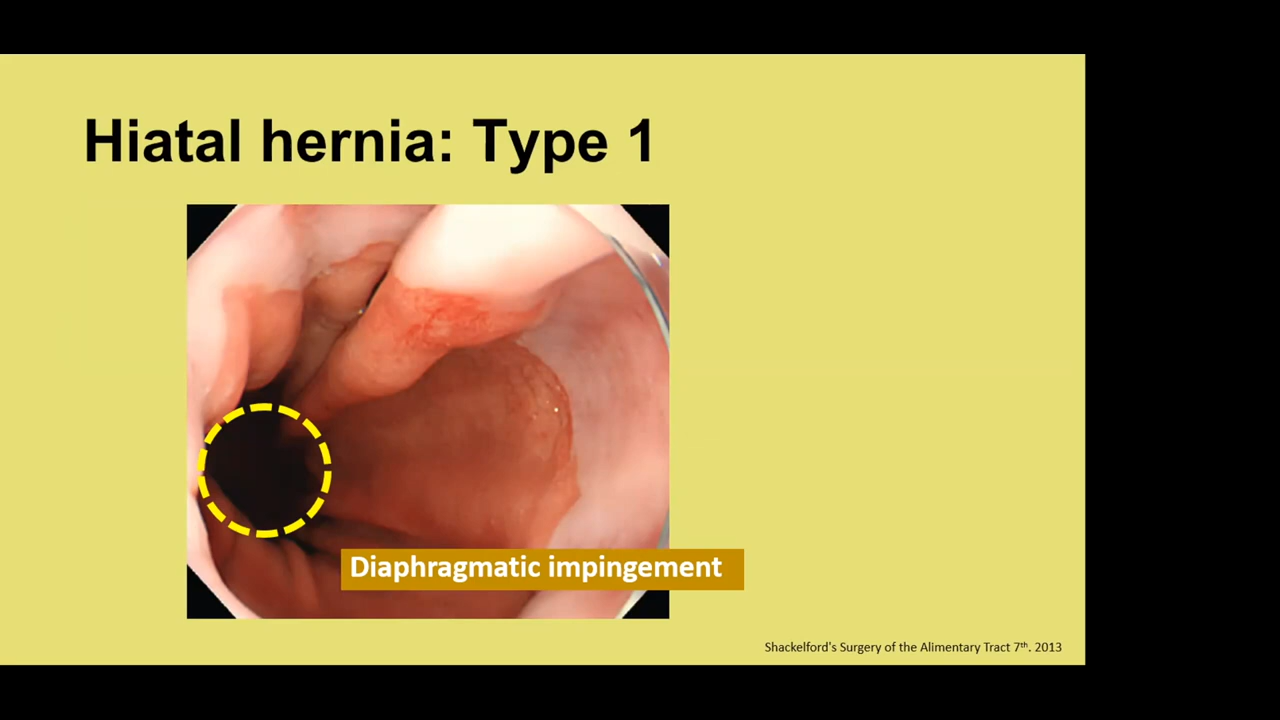 Hiatal hernia: Type 1
Diaphragmatic impingement
Shackelford's Surgery of the Alimentary Tract 7th. 2013